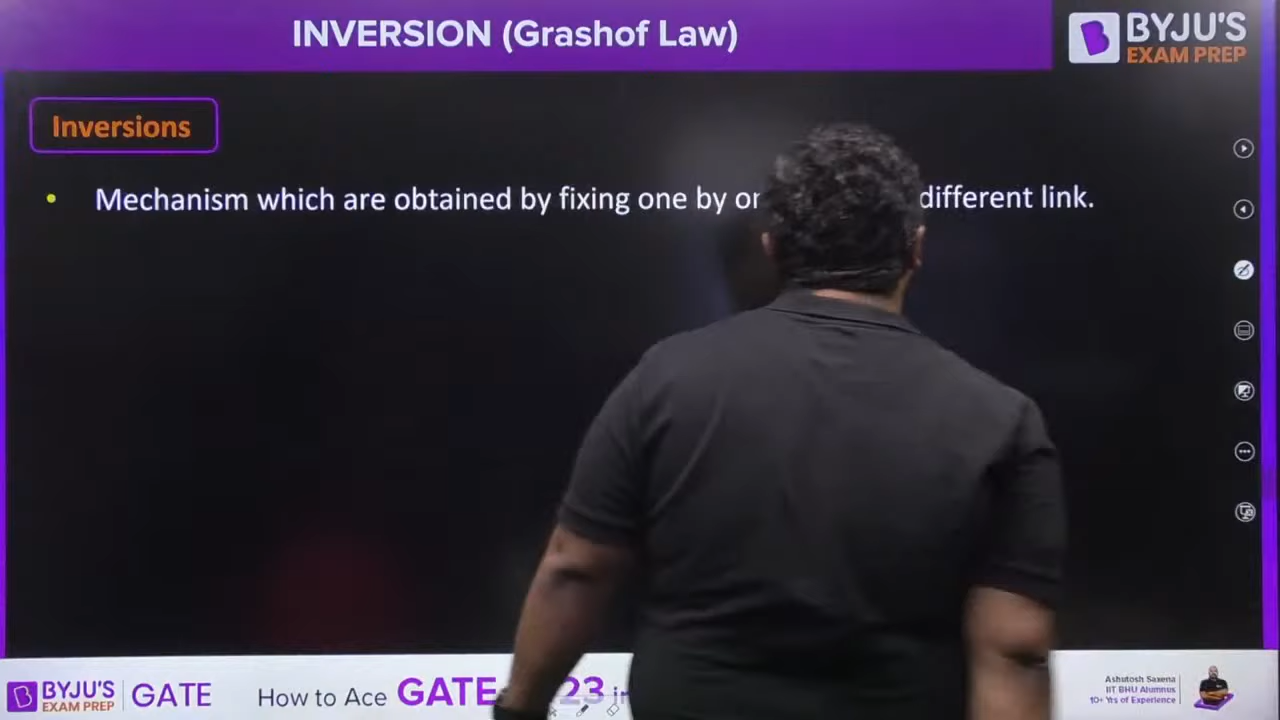 INVERSION (Grashof Law)
BYJU'S
EXAM PREP
Inversions
• Mechanism which are obtained by fixing one by different link.
BYJU'S
EXAM PREP
GATE
How to Ace GATE 23
Ashutosh Saxena
IIT BHU Alumnus
10+ Yrs of Experience